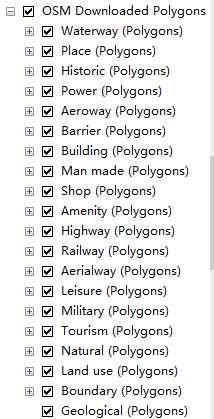 OSM Downloaded Polygons
Waterway (Polygons)
Place (Polygons)
Historic (Polygons)
Power (Polygons)
Aeroway (Polygons)
Barrier (Polygons)
Building (Polygons)
Man made (Polygons)
Shop (Polygons)
Amenity (Polygons)
Highway (Polygons)
Railway (Polygons)
Aerialway (Polygons)
Leisure (Polygons)
Military (Polygons)
Tourism (Polygons)
Natural (Polygons)
Land use (Polygons)
Boundary (Polygons)
Geological (Polygons)